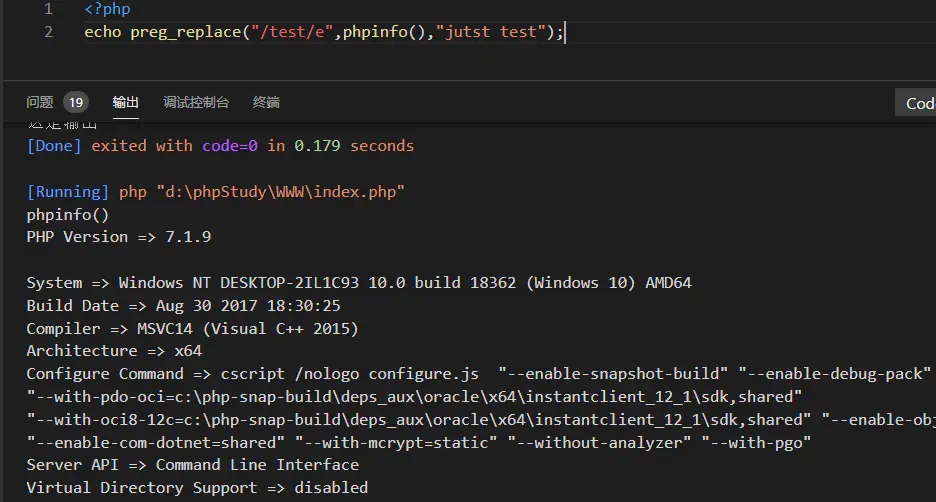 1 <?php
2 echo preg_replace("/test/e",phpinfo(),"jutst test");
问题 19 输出 调试控制台 终端 Cod
这是输出
[Done] exited with code=0 in 0.179 seconds
[Running] php "d:\phpStudy\WWW\index.php"
phpinfo()
PHP Version => 7.1.9
System => Windows NT DESKTOP-2IL1C93 10.0 build 18362 (Windows 10) AMD64
Build Date => Aug 30 2017 18:30:25
Compiler => MSVC14 (Visual C++ 2015)
Architecture => x64
Configure Command => cscript /nologo configure.js  "--enable-snapshot-build" "--enable-debug-pack"
"--with-pdo-oci=c:\php-snap-build\deps_aux\oracle\x64\instantclient_12_1\sdk,shared"
"--with-oci8-12c=c:\php-snap-build\deps_aux\oracle\x64\instantclient_12_1\sdk,shared" "--enable-obj
"--enable-com-dotnet=shared" "--with-mcrypt=static" "--without-analyzer" "--with-pgo"
Server API => Command Line Interface
Virtual Directory Support => disabled